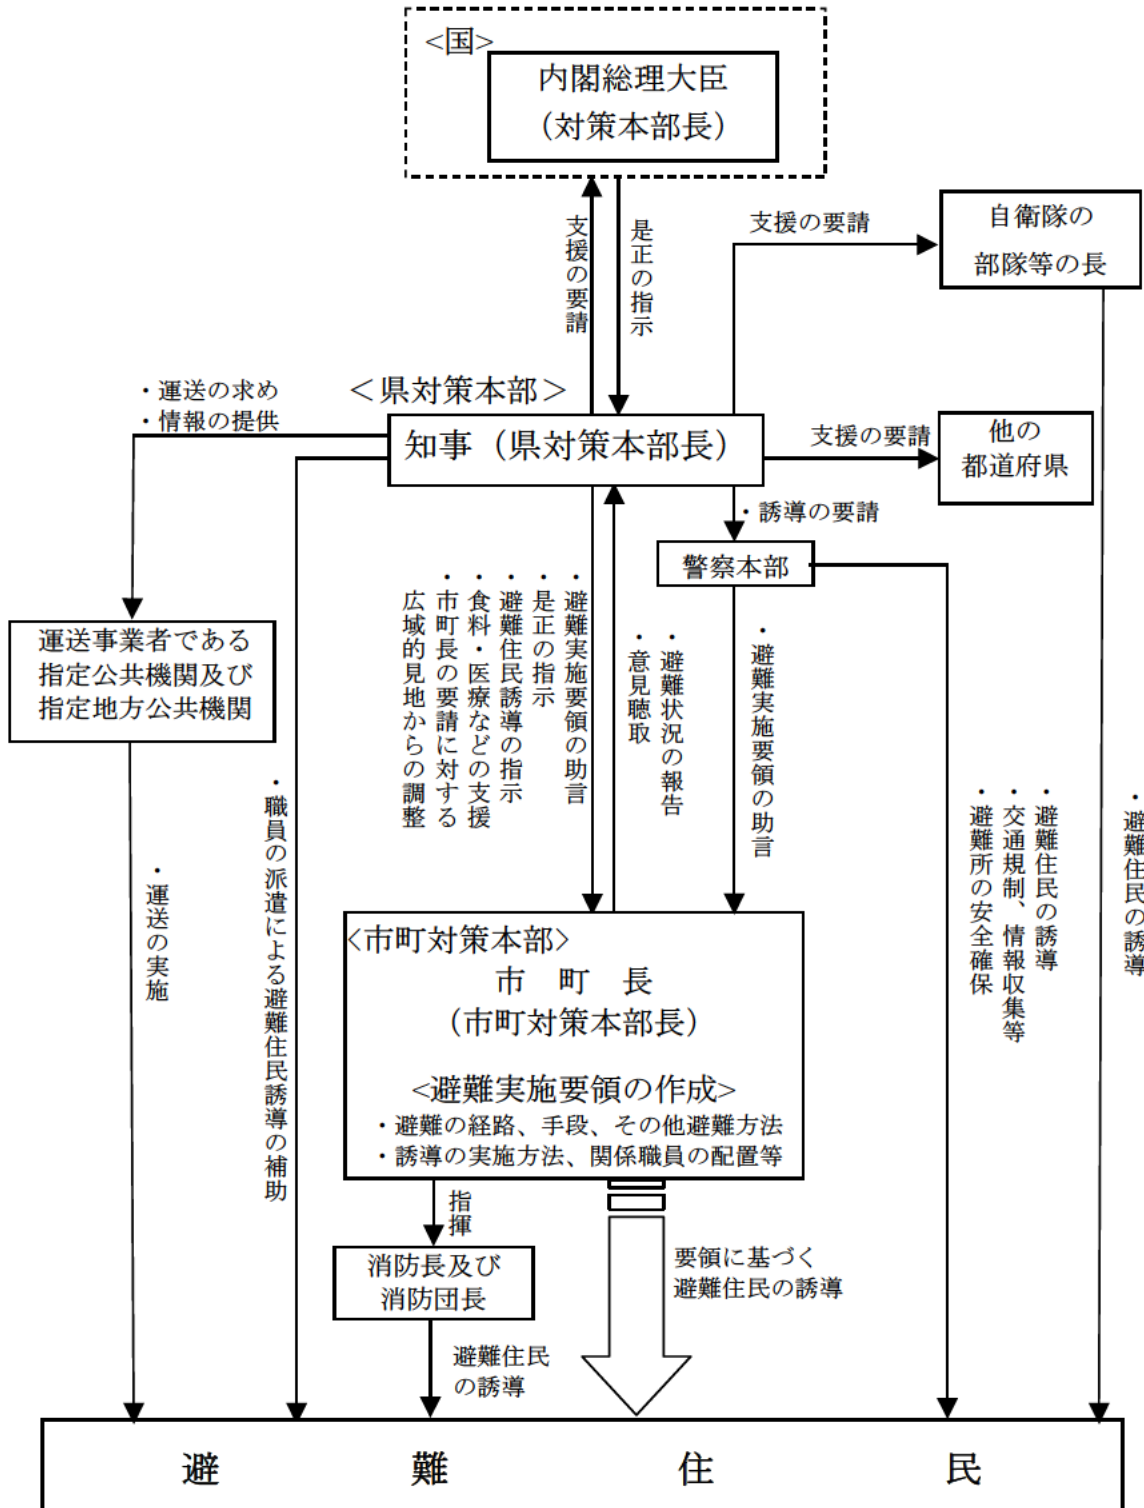 <国>
内閣総理大臣
（対策本部長）
支援の要請
是正の指示
支援の要請
自衛隊の
部隊等の長
・運送の求め
・情報の提供
＜県対策本部＞
知事（県対策本部長）
支援の要請
他の
都道府県
・誘導の要請
警察本部
運送事業者である
指定公共機関及び
指定地方公共機関
・避難実施要領の助言
・是正の指示
・避難住民誘導の指示
・食料・医療などの支援
・市町長の要請に対する
広域的見地からの調整
・避難状況の報告
・意見聴取
・避難実施要領の助言
・避難住民の誘導
・交通規制、情報収集等
・避難所の安全確保
・避難住民の誘導
・運送の実施
・職員の派遣による避難住民誘導の補助
<市町対策本部>
市　町　長
（市町対策本部長）
<避難実施要領の作成>
・避難の経路、手段、その他避難方法
・誘導の実施方法、関係職員の配置等
指揮
消防長及び
消防団長
要領に基づく
避難住民の誘導
避難住民
の誘導
避　難　住　民